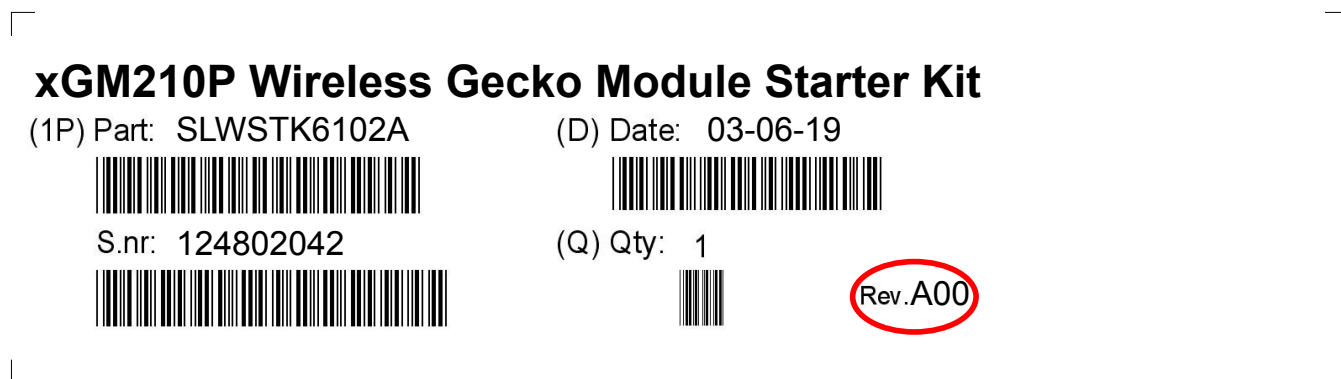 xGM210P Wireless Gecko Module Starter Kit
(1P) Part: SLWSTK6102A
(D) Date: 03-06-19
S.nr: 124802042
(Q) Qty: 1
Rev.A00